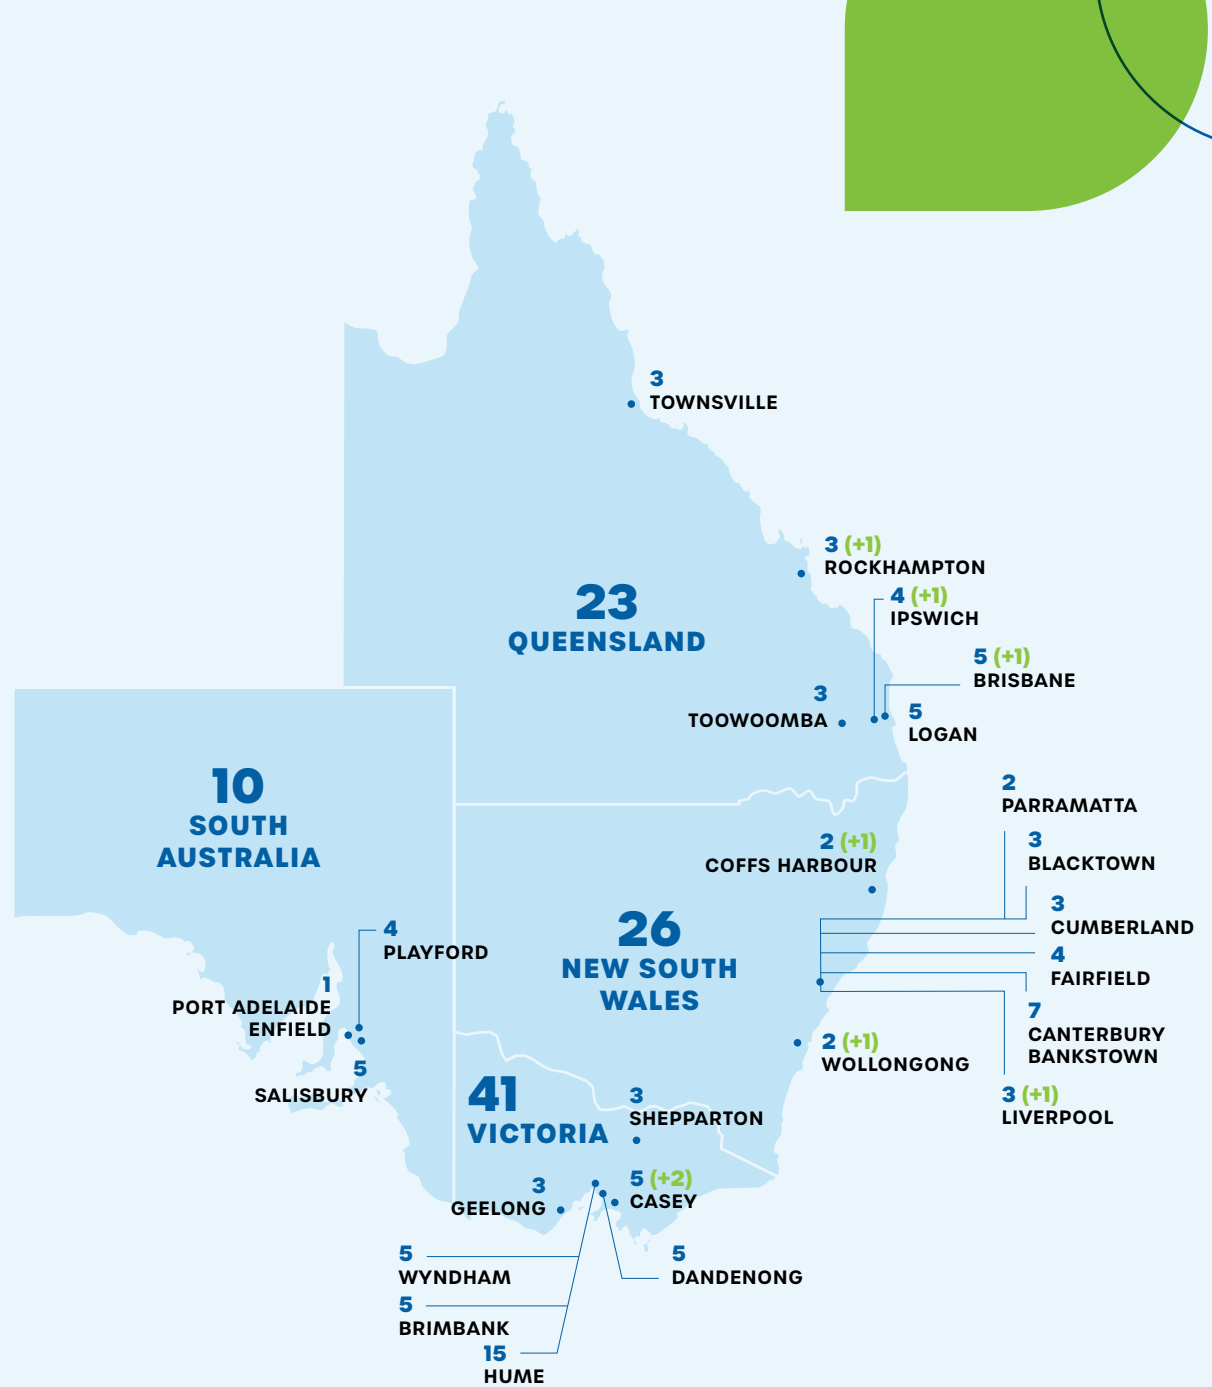 3
TOWNSVILLE
3 (+1)
ROCKHAMPTON
4 (+1)
IPSWICH
23
QUEENSLAND
5 (+1)
BRISBANE
3
TOOWOOMBA
5
LOGAN
10
SOUTH
AUSTRALIA
2
PARRAMATTA
2 (+1)
COFFS HARBOUR
3
BLACKTOWN
3
CUMBERLAND
26
NEW SOUTH
WALES
4
PLAYFORD
4
FAIRFIELD
1
PORT ADELAIDE
ENFIELD
7
CANTERBURY
BANKSTOWN
2 (+1)
WOLLONGONG
5
SALISBURY
41
VICTORIA
3
SHEPPARTON
3 (+1)
LIVERPOOL
3
GEELONG
5 (+2)
CASEY
5
WYNDHAM
5
DANDENONG
5
BRIMBANK
15
HUME